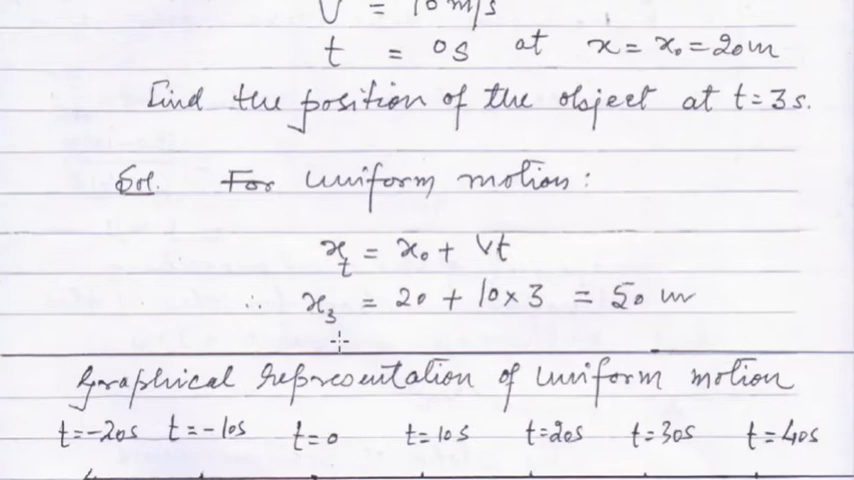 V = 10 m/s
t = 0s at x = x₀ = 20m
Find the position of the object at t = 3s.
Sol. For uniform motion:
xₜ = x₀ + Vt
∴ x₃ = 20 + 10 × 3 = 50 m
Graphical representation of uniform motion
t=-20s t=-10s t=0 t=10s t=20s t=30s t=40s